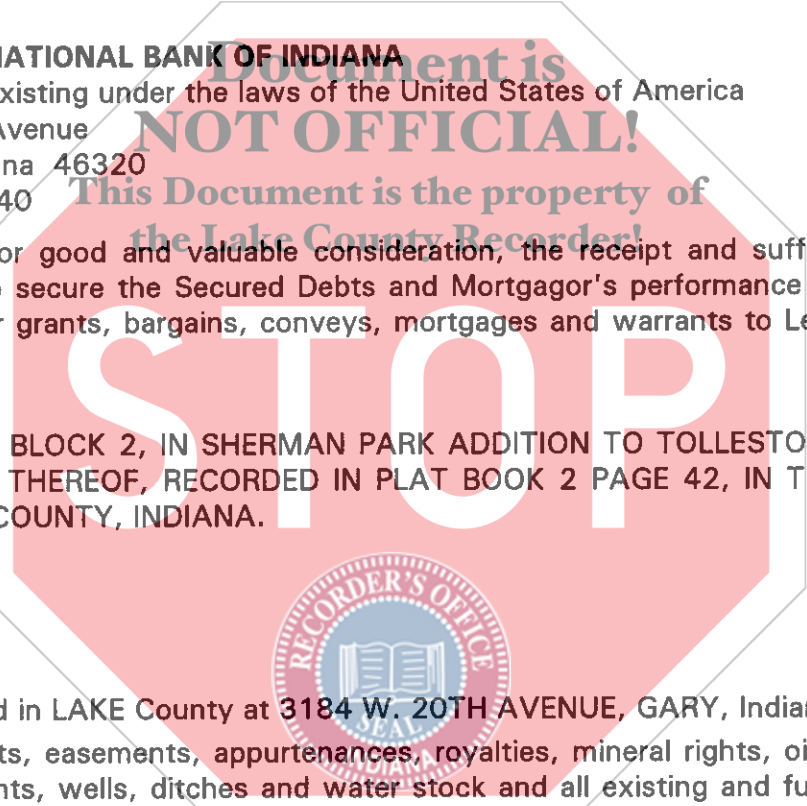 NATIONAL BANK OF INDIANA
Document is
existing under the laws of the United States of America
Avenue
NOT OFFICIAL!
na 46320
This Document is the property of
40
the Lake County Recorder!
or good and valuable consideration, the receipt and suff
secure the Secured Debts and Mortgagor's performance
grants, bargains, conveys, mortgages and warrants to Le
STOP
BLOCK 2, IN SHERMAN PARK ADDITION TO TOLLESTO
THEREOF, RECORDED IN PLAT BOOK 2 PAGE 42, IN T
COUNTY, INDIANA.
RECORDER'S OFFICE
d in LAKE County at 3184 W. 20TH AVENUE, GARY, Indian
SEAL
ts, easements, appurtenances, royalties, mineral rights, oi
INDIANA
nts, wells, ditches and water stock and all existing and fu